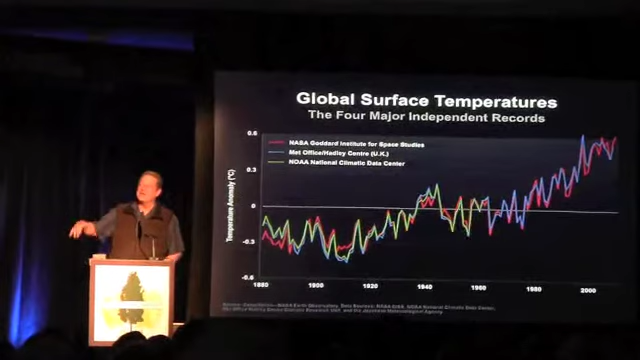 Global Surface Temperatures
The Four Major Independent Records
NASA Goddard Institute for Space Studies
Met Office/Hadley Centre (U.K.)
NOAA National Climatic Data Center
Temperature Anomaly (°C)
0.6
0.3
0
-0.3
-0.6
1880
1900
1920
1940
1960
1980
2000